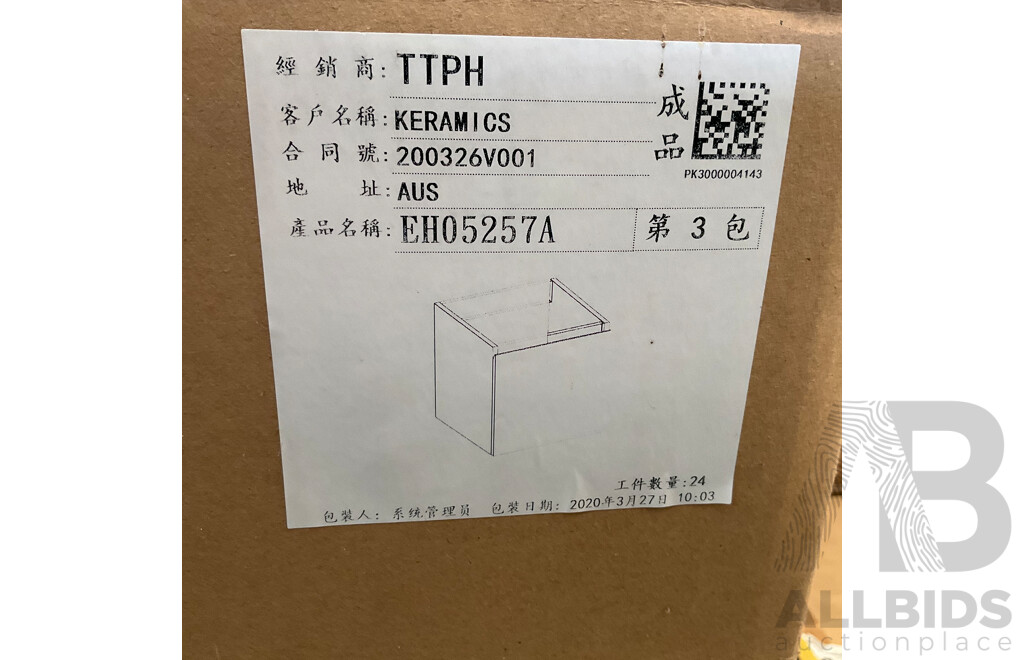 經銷商:TTPH
客戶名稱:KERAMICS
合同號:200326V001
地址:AUS
產品名稱:EH05257A
第 3 包
成品
PK3000004143
工件數量:24
包裝人: 系统管理员 包裝日期: 2020年3月27日 10:03
AB
ALLBIDS
auctionplace